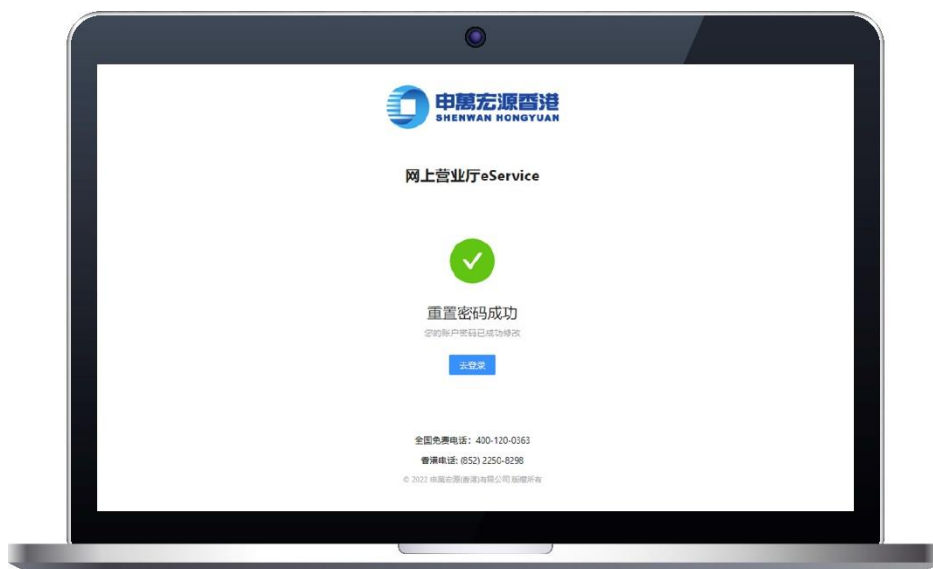 申萬宏源香港
SHENWAN HONGYUAN
网上营业厅eService
重置密码成功
您的账户密码已成功修改
去登录
全国免费电话：400-120-0363
香港电话: (852) 2250-8298
© 2022 申萬宏源(香港)有限公司 版權所有